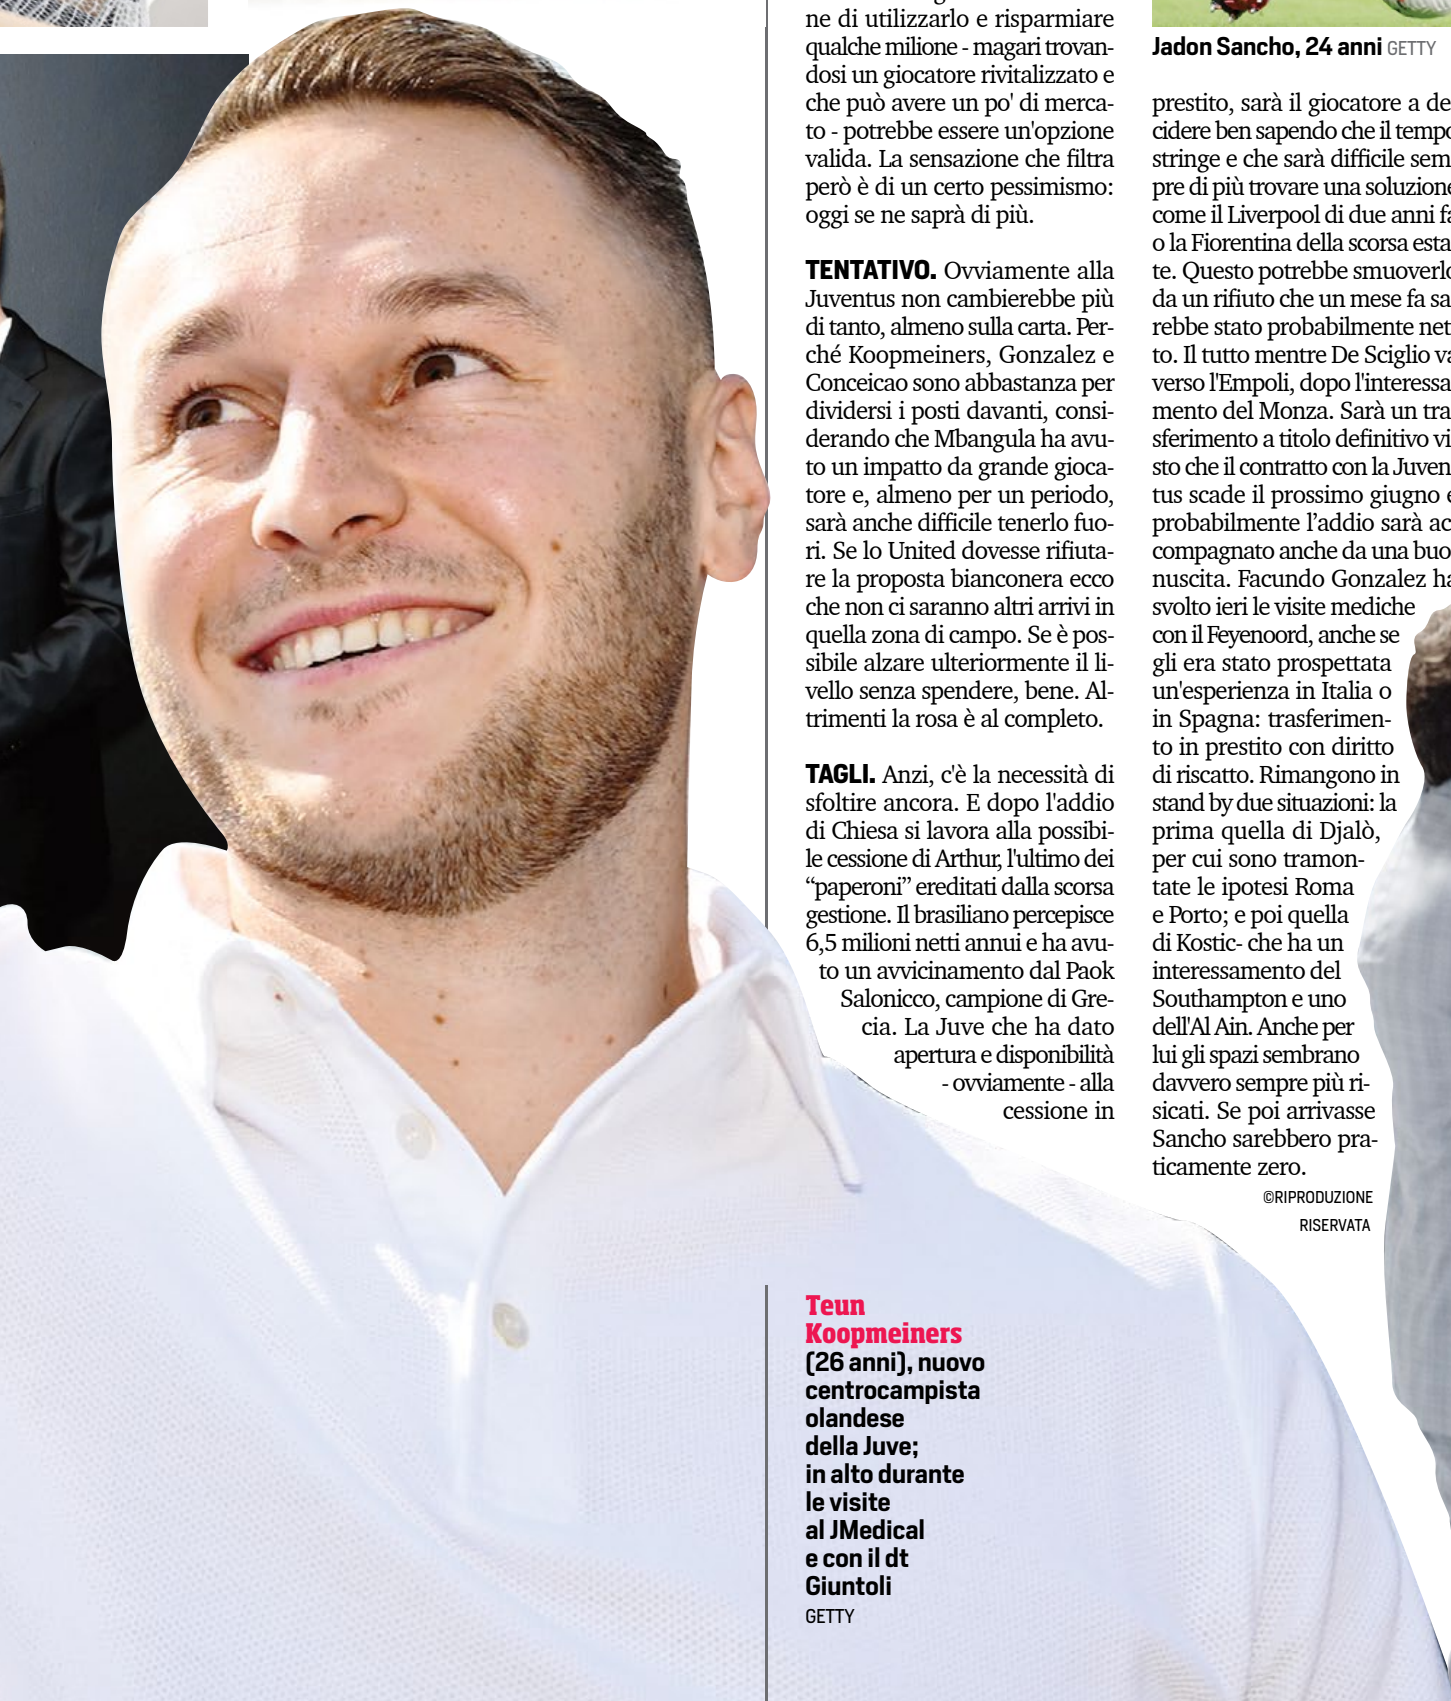 ne di utilizzarlo e risparmiare
qualche milione - magari trovan-
dosi un giocatore rivitalizzato e
che può avere un po' di merca-
to - potrebbe essere un'opzione
valida. La sensazione che filtra
però è di un certo pessimismo:
oggi se ne saprà di più.
TENTATIVO. Ovviamente alla
Juventus non cambierebbe più
di tanto, almeno sulla carta. Per-
ché Koopmeiners, Gonzalez e
Conceicao sono abbastanza per
dividersi i posti davanti, consi-
derando che Mbangula ha avu-
to un impatto da grande gioca-
tore e, almeno per un periodo,
sarà anche difficile tenerlo fuo-
ri. Se lo United dovesse rifiuta-
re la proposta bianconera ecco
che non ci saranno altri arrivi in
quella zona di campo. Se è pos-
sibile alzare ulteriormente il li-
vello senza spendere, bene. Al-
trimenti la rosa è al completo.
TAGLI. Anzi, c'è la necessità di
sfoltire ancora. E dopo l'addio
di Chiesa si lavora alla possibi-
le cessione di Arthur, l'ultimo dei
“paperoni” ereditati dalla scorsa
gestione. Il brasiliano percepisce
6,5 milioni netti annui e ha avu-
to un avvicinamento dal Paok
Salonicco, campione di Gre-
cia. La Juve che ha dato
apertura e disponibilità
- ovviamente - alla
cessione in
Jadon Sancho, 24 anni GETTY
prestito, sarà il giocatore a de
cidere ben sapendo che il tempo
stringe e che sarà difficile sem
pre di più trovare una soluzione
come il Liverpool di due anni fa
o la Fiorentina della scorsa esta
te. Questo potrebbe smuoverlo
da un rifiuto che un mese fa sa
rebbe stato probabilmente net
to. Il tutto mentre De Sciglio va
verso l'Empoli, dopo l'interessa
mento del Monza. Sarà un tra
sferimento a titolo definitivo vi
sto che il contratto con la Juven
tus scade il prossimo giugno e
probabilmente l’addio sarà ac
compagnato anche da una buo
nuscita. Facundo Gonzalez ha
svolto ieri le visite mediche
con il Feyenoord, anche se
gli era stato prospettata
un'esperienza in Italia o
in Spagna: trasferimen-
to in prestito con diritto
di riscatto. Rimangono in
stand by due situazioni: la
prima quella di Djalò,
per cui sono tramon-
tate le ipotesi Roma
e Porto; e poi quella
di Kostic- che ha un
interessamento del
Southampton e uno
dell'Al Ain. Anche per
lui gli spazi sembrano
davvero sempre più ri-
sicati. Se poi arrivasse
Sancho sarebbero pra-
ticamente zero.
©RIPRODUZIONE
RISERVATA
Teun
Koopmeiners
(26 anni), nuovo
centrocampista
olandese
della Juve;
in alto durante
le visite
al JMedical
e con il dt
Giuntoli
GETTY